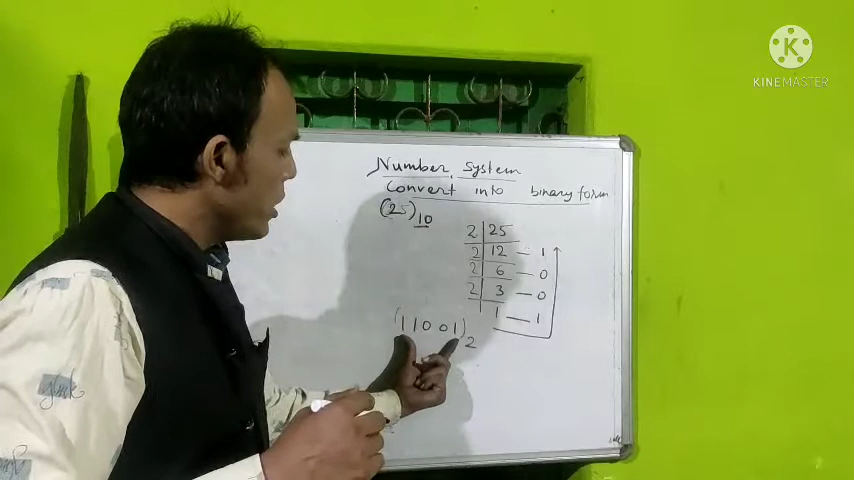 K
KINEMASTER
Number system
Convert into binary form
(25)10
2 25
2 12 — 1
2 6 — 0
2 3 — 0
1 — 1
(11001)2